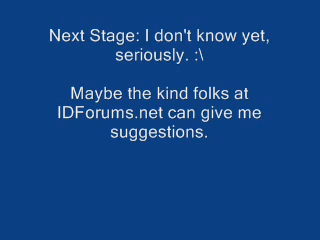 Next Stage: I don't know yet,
seriously. :\
Maybe the kind folks at
IDForums.net can give me
suggestions.